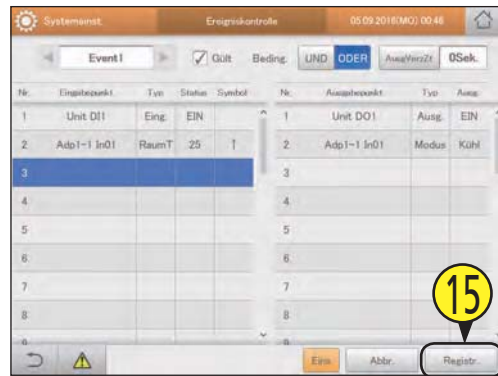 Systemeinst. Ereigniskontrolle 05.09.2016(MO) 00:46
Event1 Gült. Beding. UND ODER AusgVerzZt 0Sek.
Nr. Eingabepunkt Typ Status Symbol Nr. Ausgabepunkt Typ Ausg.
1 Unit DI1 Eing. EIN 1 Unit DO1 Ausg. EIN
2 Adp1-1 In01 RaumT 25 ↑ 2 Adp1-1 In01 Modus Kühl
3 3
4 4
5 5
6 6
7 7
8 8
15
Eins. Abbr. Registr.